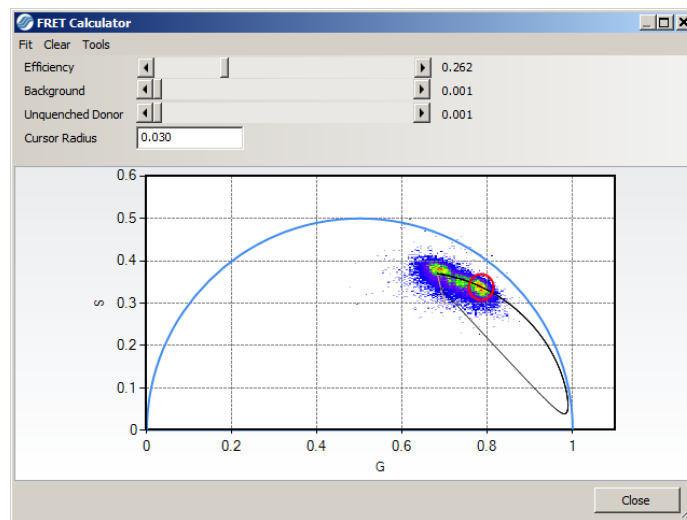 FRET Calculator
Fit Clear Tools
Efficiency 0.262
Background 0.001
Unquenched Donor 0.001
Cursor Radius 0.030
0.6
0.5
0.4
0.3
0.2
0.1
0
S
0 0.2 0.4 0.6 0.8 1
G
Close